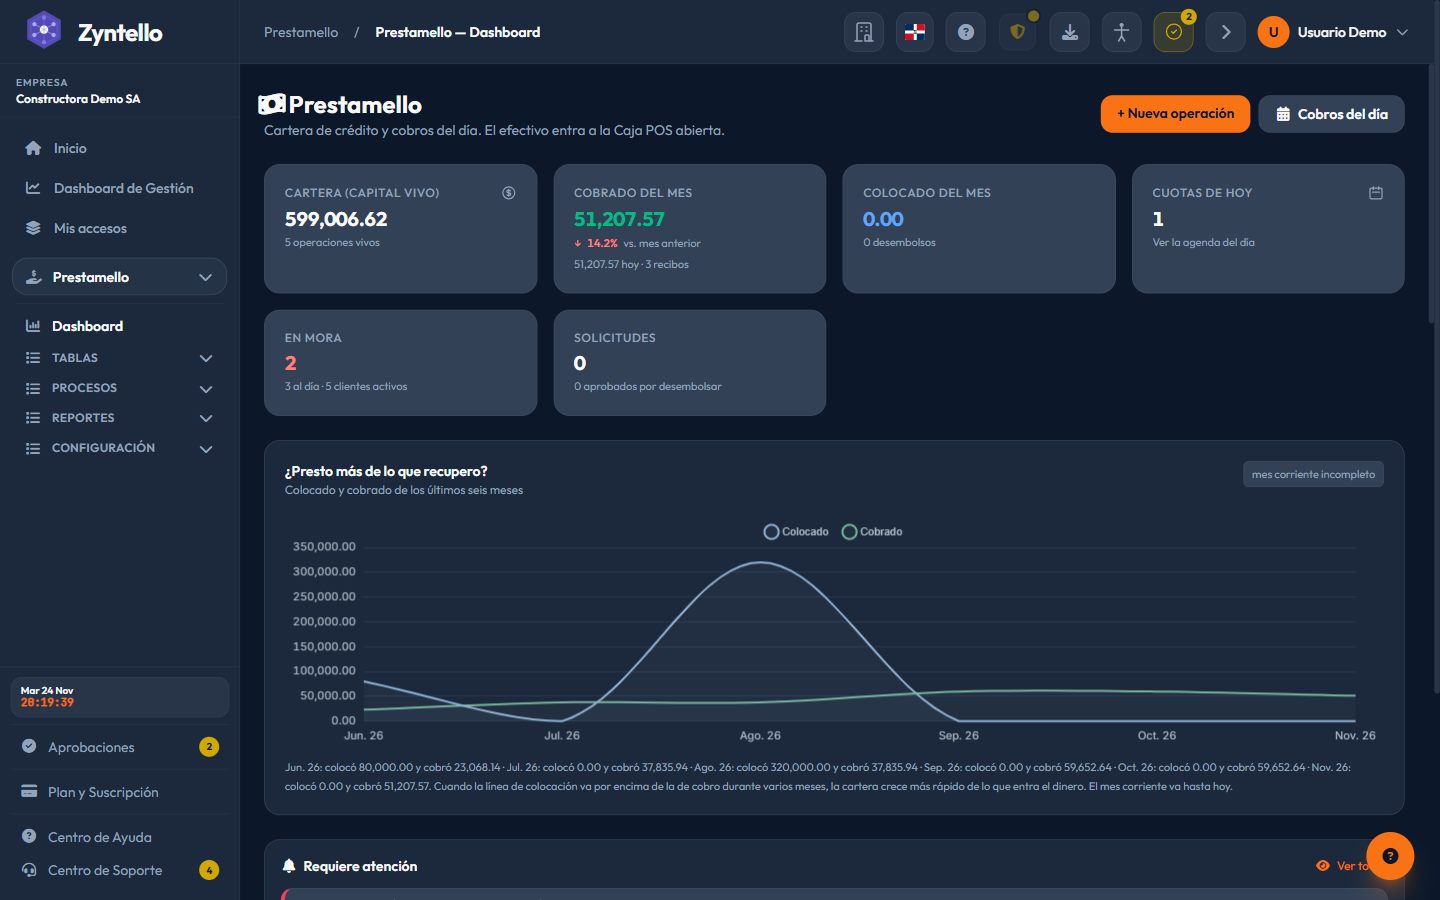 Zyntello
Prestamello / Prestamello — Dashboard
2
U
Usuario Demo
EMPRESA
Constructora Demo SA
Inicio
Dashboard de Gestión
Mis accesos
Prestamello
Dashboard
TABLAS
PROCESOS
REPORTES
CONFIGURACIÓN
Mar 24 Nov
20:19:39
Aprobaciones 2
Plan y Suscripción
Centro de Ayuda
Centro de Soporte 4
Prestamello
Cartera de crédito y cobros del día. El efectivo entra a la Caja POS abierta.
+ Nueva operación
Cobros del día
CARTERA (CAPITAL VIVO)
599,006.62
5 operaciones vivos
COBRADO DEL MES
51,207.57
↓ 14.2% vs. mes anterior
51,207.57 hoy · 3 recibos
COLOCADO DEL MES
0.00
0 desembolsos
CUOTAS DE HOY
1
Ver la agenda del día
EN MORA
2
3 al día · 5 clientes activos
SOLICITUDES
0
0 aprobados por desembolsar
¿Presto más de lo que recupero?
Colocado y cobrado de los últimos seis meses
mes corriente incompleto
Colocado Cobrado
350,000.00
300,000.00
250,000.00
200,000.00
150,000.00
100,000.00
50,000.00
0.00
Jun. 26 Jul. 26 Ago. 26 Sep. 26 Oct. 26 Nov. 26
Jun. 26: colocó 80,000.00 y cobró 23,068.14 · Jul. 26: colocó 0.00 y cobró 37,835.94 · Ago. 26: colocó 320,000.00 y cobró 37,835.94 · Sep. 26: colocó 0.00 y cobró 59,652.64 · Oct. 26: colocó 0.00 y cobró 59,652.64 · Nov. 26:
colocó 0.00 y cobró 51,207.57. Cuando la línea de colocación va por encima de la de cobro durante varios meses, la cartera crece más rápido de lo que entra el dinero. El mes corriente va hasta hoy.
Requiere atención
Ver to